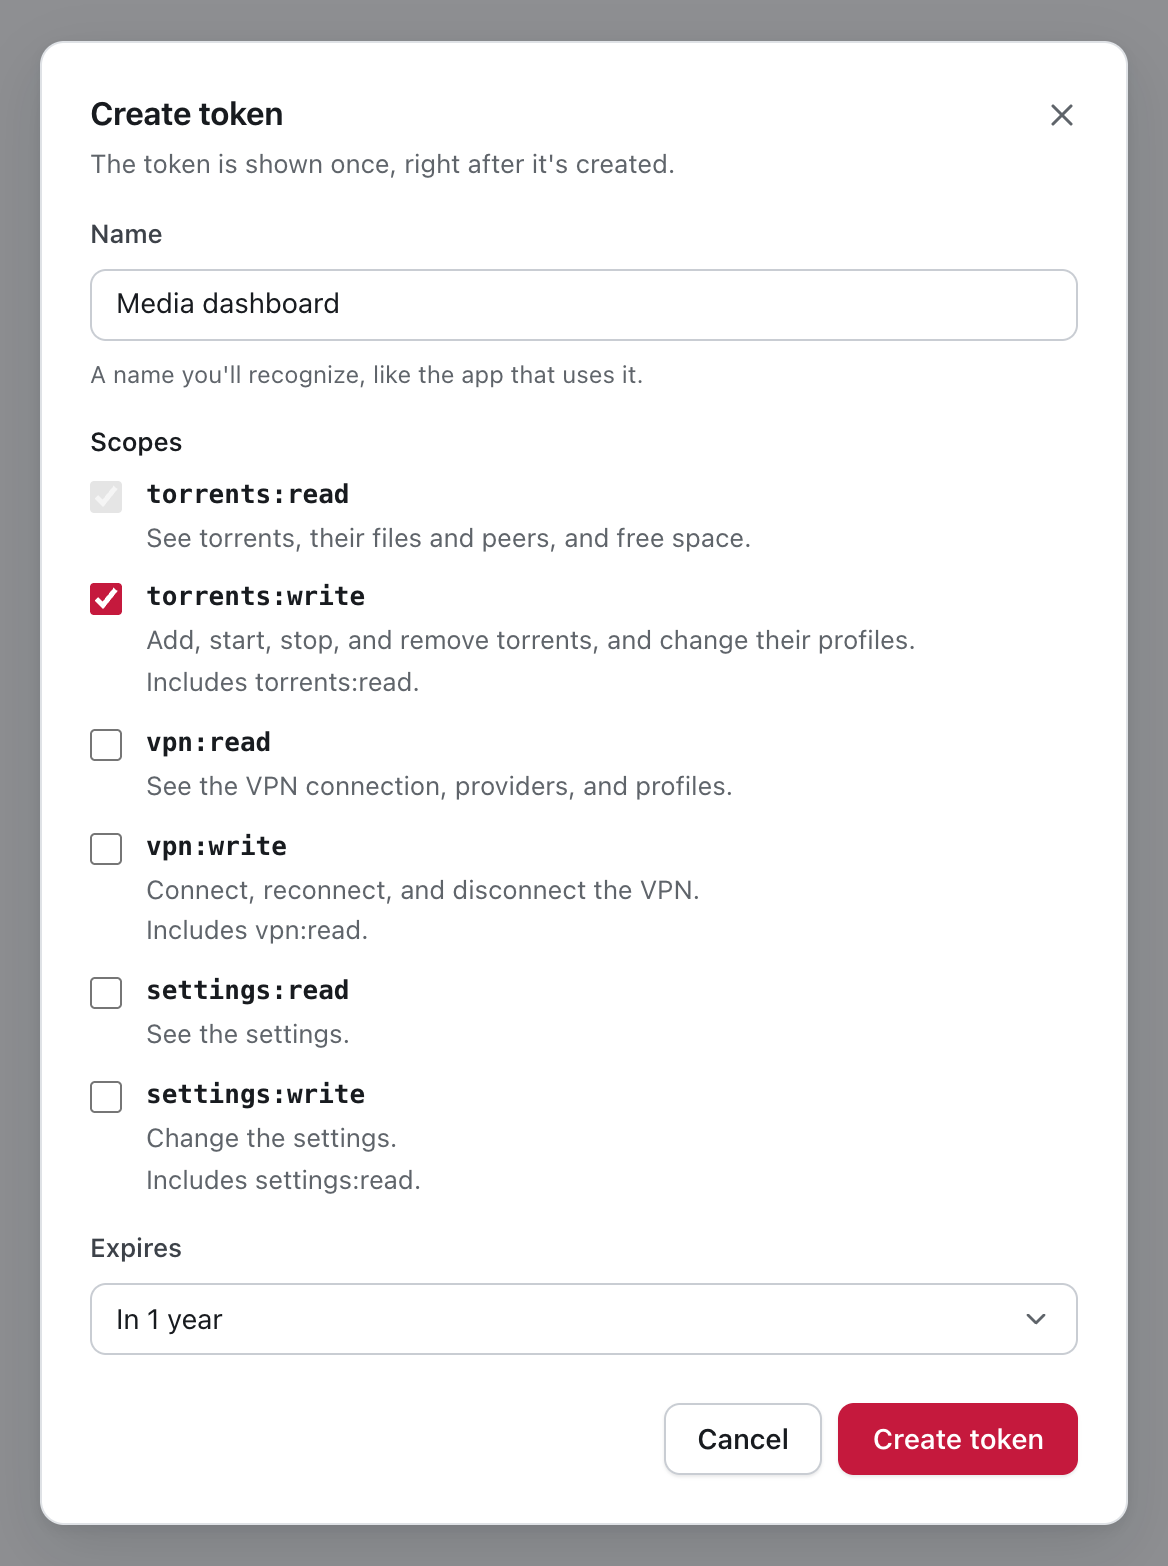 Create token
The token is shown once, right after it's created.
Name
Media dashboard
A name you'll recognize, like the app that uses it.
Scopes
torrents:read
See torrents, their files and peers, and free space.
torrents:write
Add, start, stop, and remove torrents, and change their profiles.
Includes torrents:read.
vpn:read
See the VPN connection, providers, and profiles.
vpn:write
Connect, reconnect, and disconnect the VPN.
Includes vpn:read.
settings:read
See the settings.
settings:write
Change the settings.
Includes settings:read.
Expires
In 1 year
Cancel
Create token